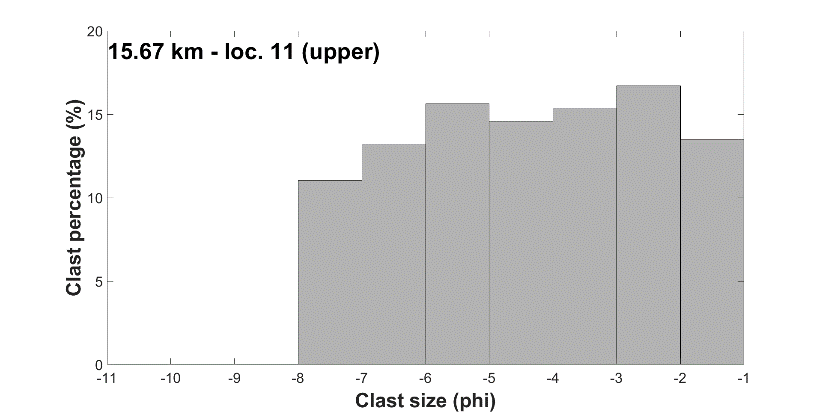 20
15.67 km - loc. 11 (upper)
15
10
5
0
Clast percentage (%)
-11 -10 -9 -8 -7 -6 -5 -4 -3 -2 -1
Clast size (phi)